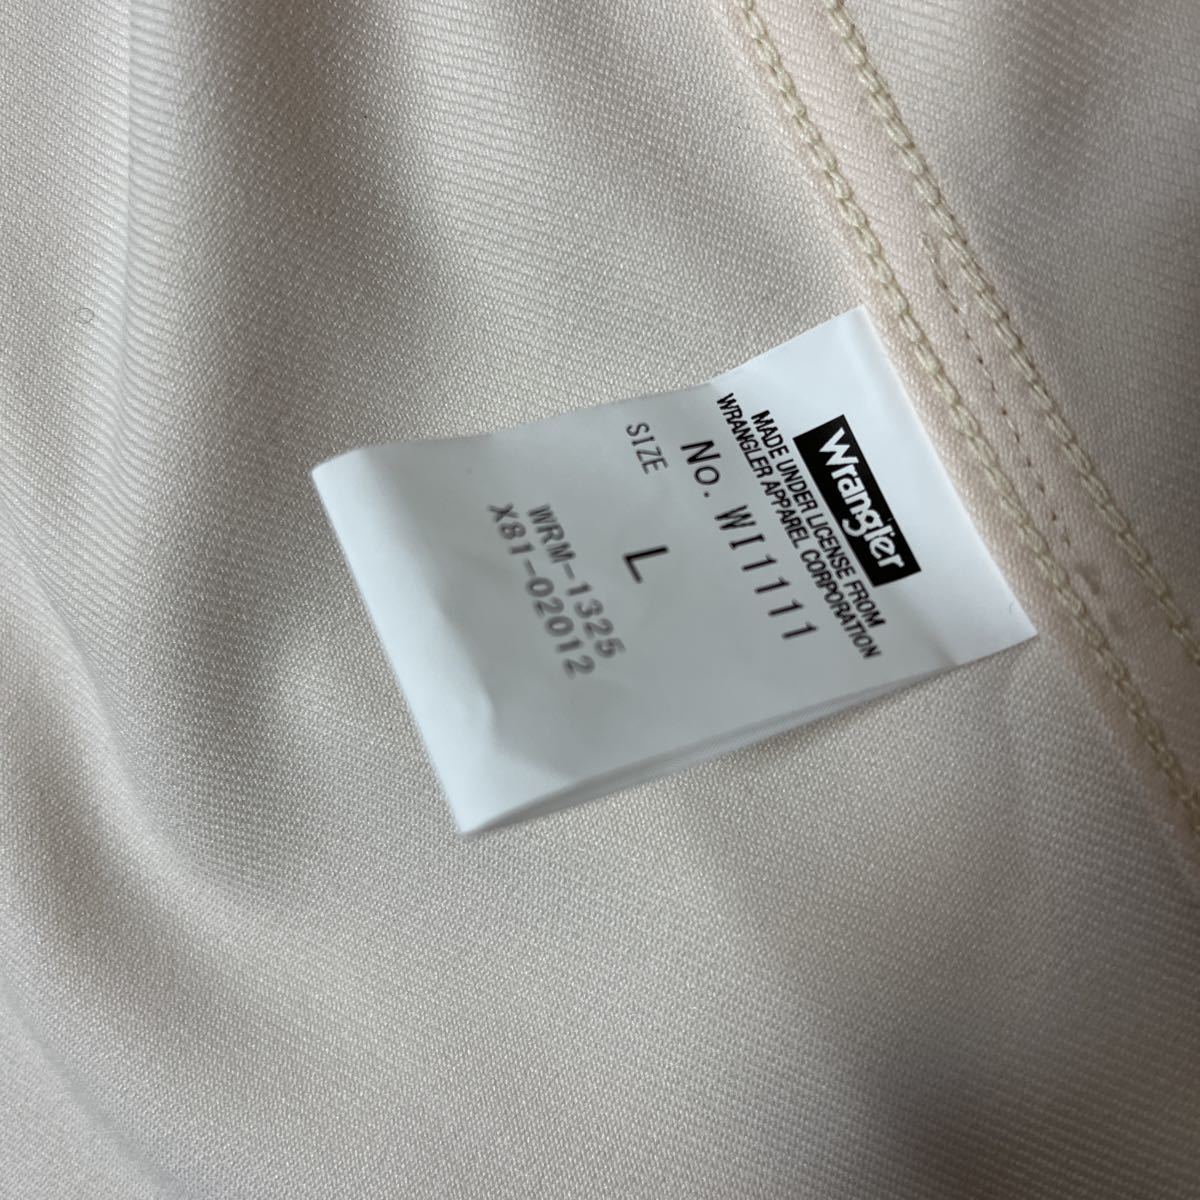 Wrangler
MADE UNDER LICENSE FROM
WRANGLER APPAREL CORPORATION
No. WI1111
SIZE L
WRM-1325
X81-02012